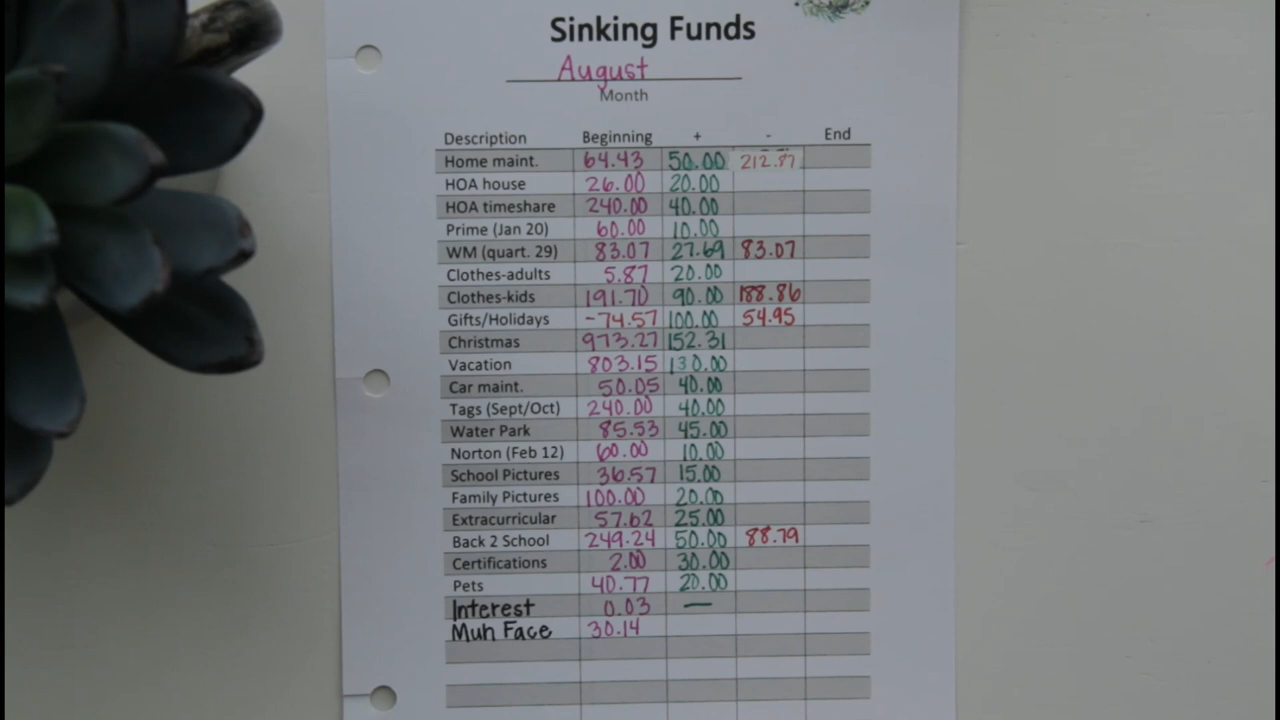 Sinking Funds
August
Month
Description Beginning + - End
Home maint. 64.43 50.00 212.87
HOA house 26.00 20.00
HOA timeshare 240.00 40.00
Prime (Jan 20) 60.00 10.00
WM (quart. 29) 83.07 27.69 83.07
Clothes-adults 5.87 20.00
Clothes-kids 191.70 90.00 188.86
Gifts/Holidays -74.57 100.00 54.95
Christmas 973.27 152.31
Vacation 803.15 130.00
Car maint. 50.05 40.00
Tags (Sept/Oct) 240.00 40.00
Water Park 85.53 45.00
Norton (Feb 12) 60.00 10.00
School Pictures 36.57 15.00
Family Pictures 100.00 20.00
Extracurricular 57.62 25.00
Back 2 School 249.24 50.00 88.79
Certifications 2.00 30.00
Pets 40.77 20.00
Interest 0.03 —
Muh Face 30.14